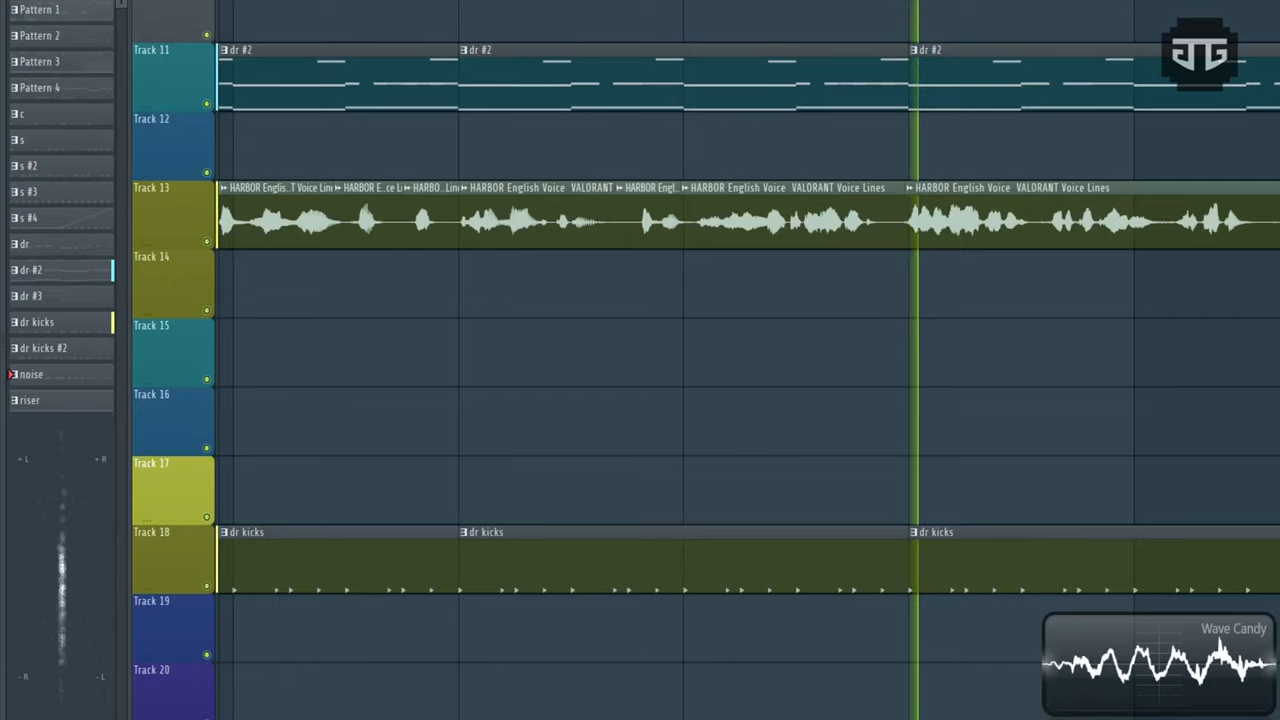 Pattern 1
Pattern 2
Pattern 3
Pattern 4
c
s
s #2
s #3
s #4
dr
dr #2
dr #3
dr kicks
dr kicks #2
noise
riser
+ L + R
- R - L
Track 11
dr #2 dr #2 dr #2
Track 12
Track 13
HARBOR Englis..T Voice Line HARBOR E..ce Li HARBO..Line HARBOR English Voice VALORANT HARBOR Engl.. HARBOR English Voice VALORANT Voice Lines HARBOR English Voice VALORANT Voice Lines
Track 14
Track 15
Track 16
Track 17
Track 18
dr kicks dr kicks dr kicks
Track 19
Track 20
Wave Candy